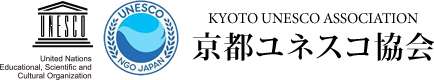 UNESCO
United Nations
Educational, Scientific and
Cultural Organization
UNESCO
NGO JAPAN
KYOTO UNESCO ASSOCIATION
京都ユネスコ協会